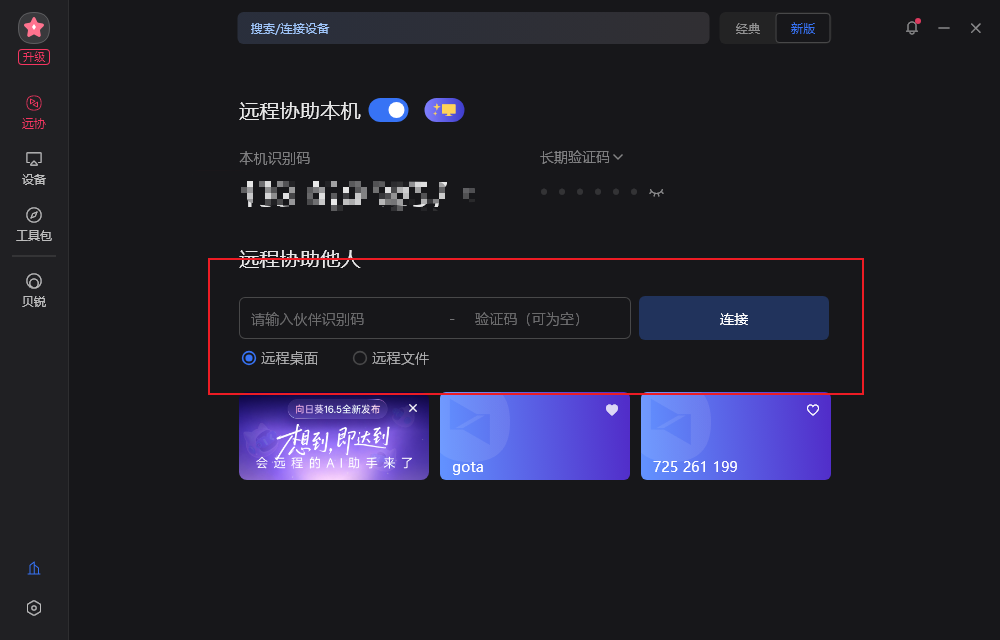 搜索/连接设备
经典
新版
升级
远协
设备
工具包
贝锐
远程协助本机
本机识别码
长期验证码
远程协助他人
请输入伙伴识别码 - 验证码（可为空）
连接
远程桌面
远程文件
向日葵16.5全新发布
才想到,即达到
会远程的AI助手来了
gota
725 261 199